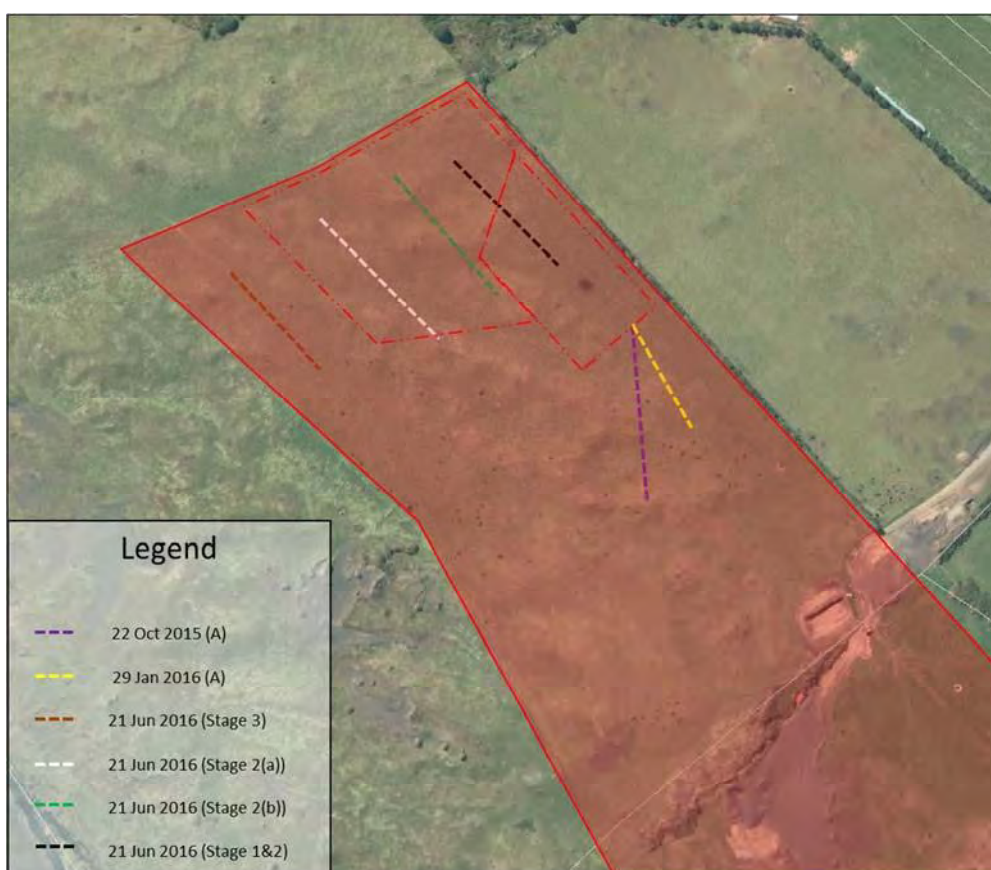 Legend
22 Oct 2015 (A)
29 Jan 2016 (A)
21 Jun 2016 (Stage 3)
21 Jun 2016 (Stage 2(a))
21 Jun 2016 (Stage 2(b))
21 Jun 2016 (Stage 1&2)